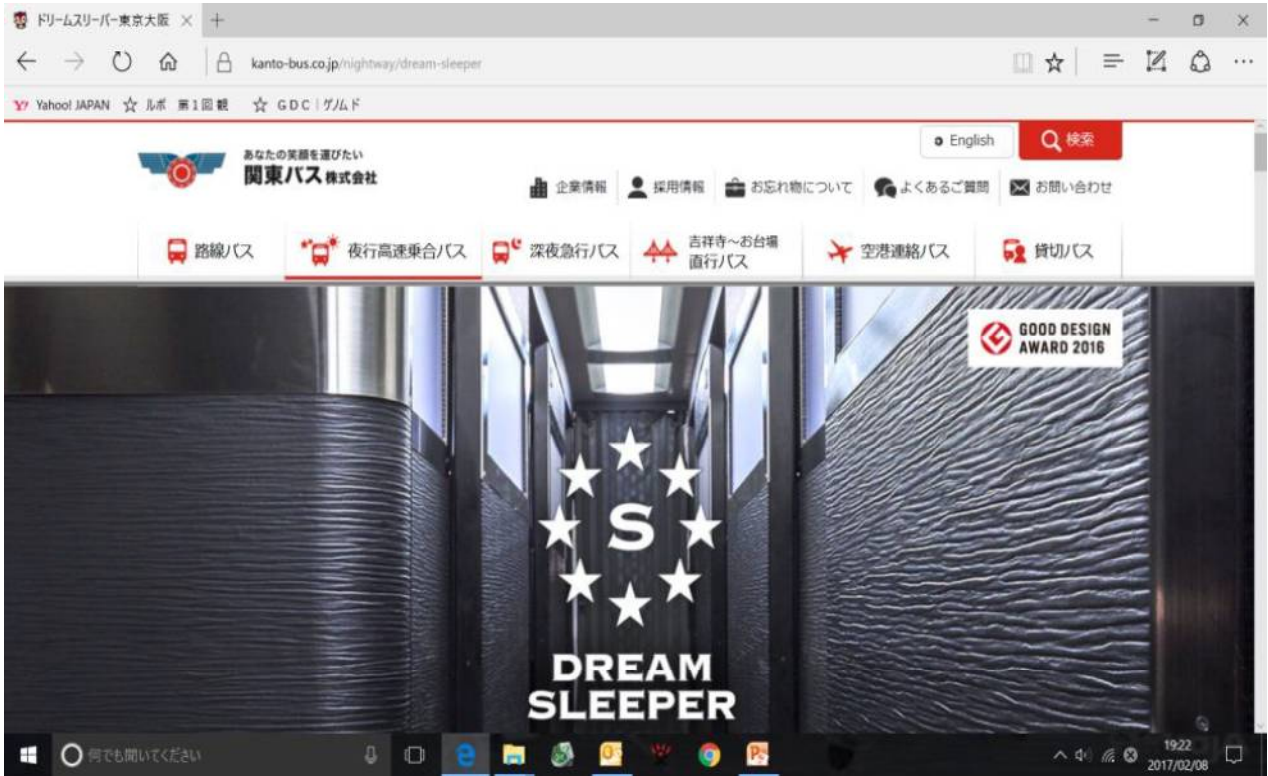 ドリームスリーパー東京大阪
kanto-bus.co.jp/nightway/dream-sleeper
Yahoo! JAPAN
ルポ 第1回 観
GDC
あなたの笑顔を運びたい
関東バス 株式会社
English
検索
企業情報
採用情報
お忘れ物について
よくあるご質問
お問い合わせ
路線バス
夜行高速乗合バス
深夜急行バス
吉祥寺～お台場
直行バス
空港連絡バス
貸切バス
GOOD DESIGN
AWARD 2016
S
DREAM
SLEEPER
何でも聞いてください
19:22
2017/02/08